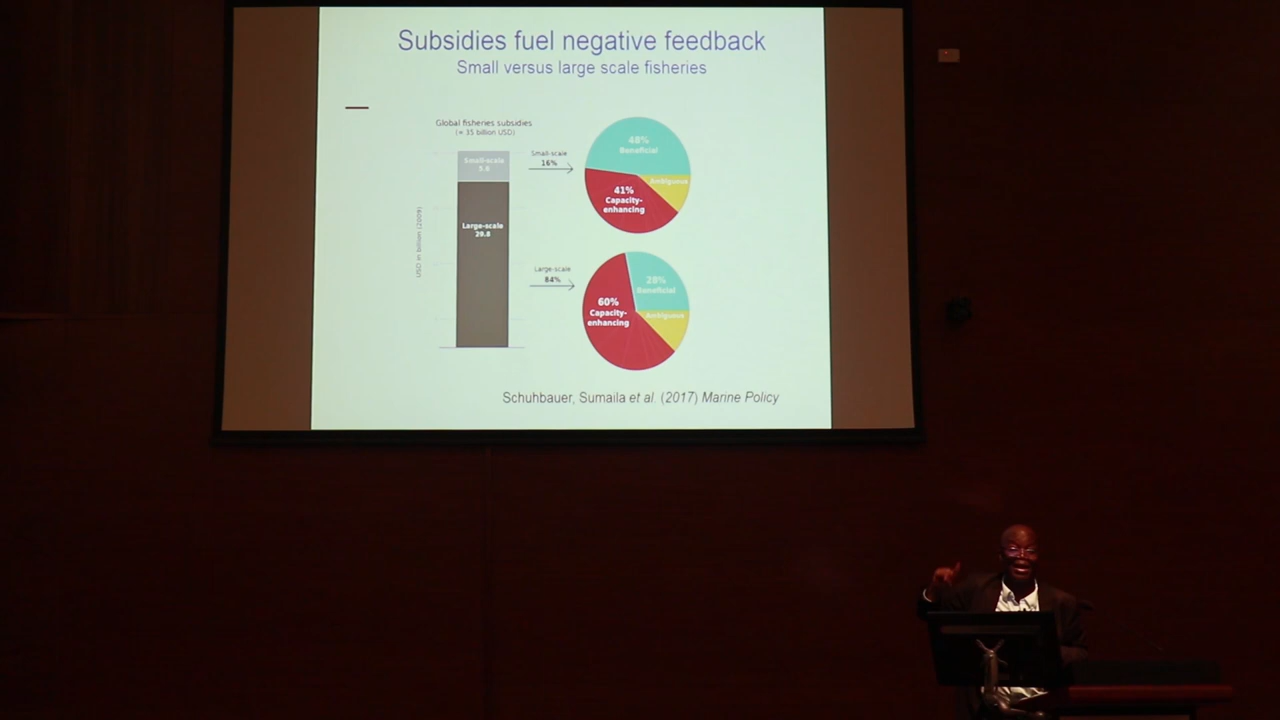 Subsidies fuel negative feedback
Small versus large scale fisheries
Global fisheries subsidies
(≈ 35 billion USD)
USD in billion (2009)
Small-scale
5.6
Large-scale
29.8
Small-scale
16%
48%
Beneficial
Ambiguous
41%
Capacity-
enhancing
Large-scale
84%
28%
Beneficial
Ambiguous
60%
Capacity-
enhancing
Schuhbauer, Sumaila et al. (2017) Marine Policy